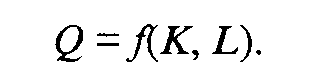 Q = f(K, L).